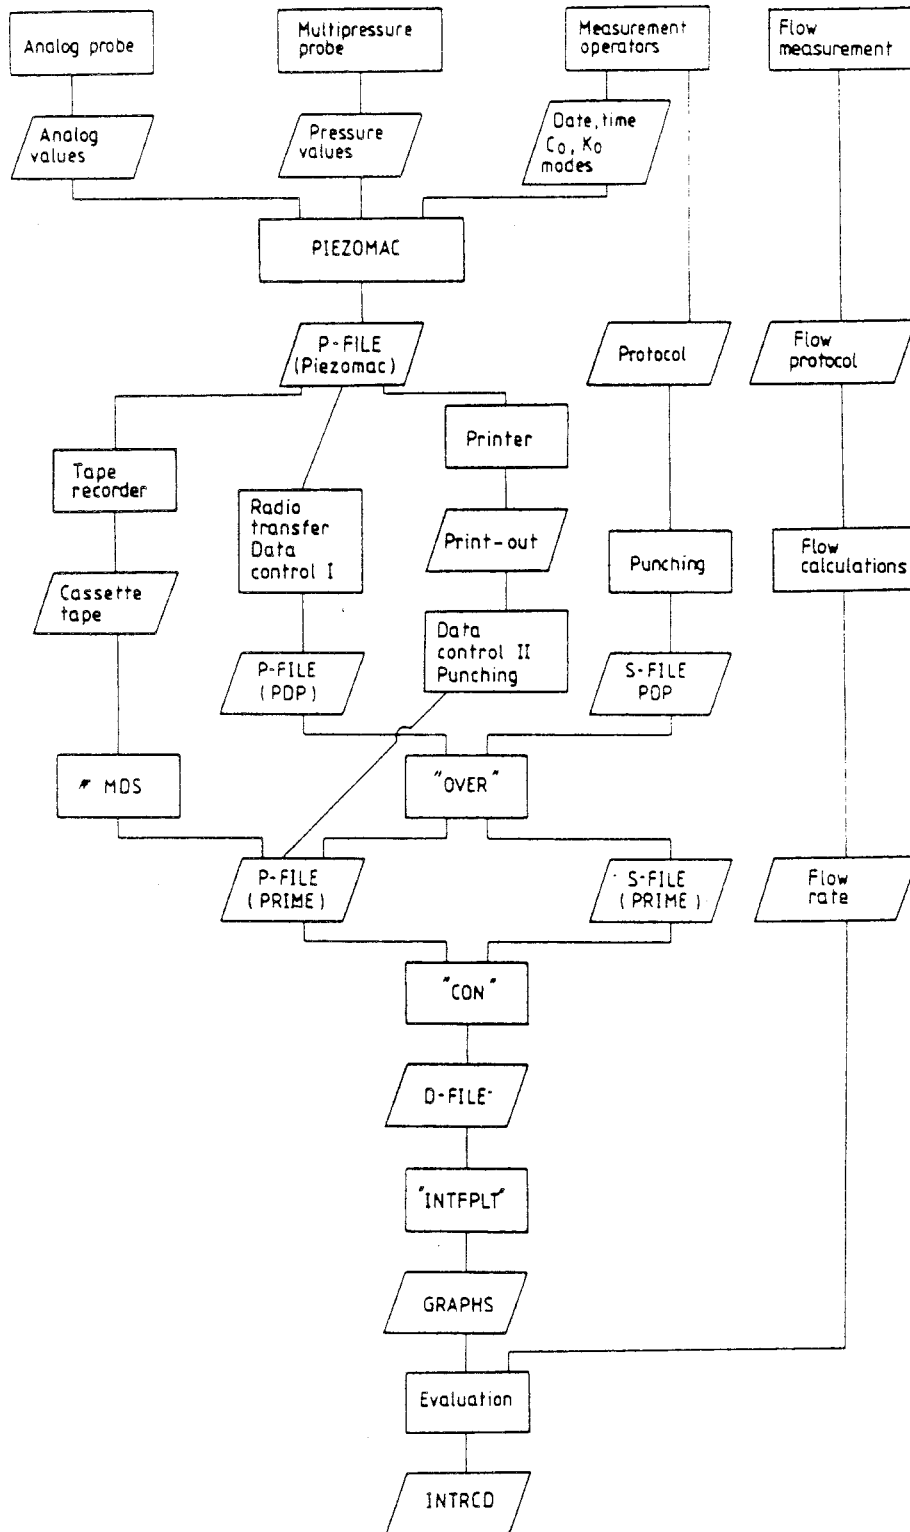 Analog probe
Multipressure
probe
Measurement
operators
Flow
measurement
Analog
values
Pressure
values
Date, time
C₀, K₀
modes
PIEZOMAC
P-FILE
(Piezomac)
Protocol
Flow
protocol
Tape
recorder
Radio
transfer
Data
control I
Printer
Print-out
Punching
Flow
calculations
Cassette
tape
P-FILE
(PDP)
Data
control II
Punching
S-FILE
PDP
" MDS
"OVER"
P-FILE
(PRIME)
S-FILE
(PRIME)
Flow
rate
"CON"
D-FILE
"INTFPLT"
GRAPHS
Evaluation
INTRCD